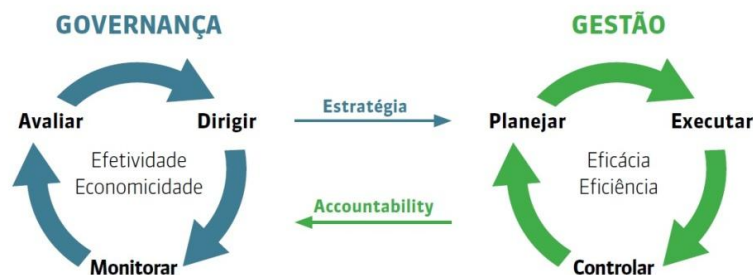 GOVERNANÇA
Avaliar
Dirigir
Efetividade
Economicidade
Monitorar
Estratégia
Accountability
GESTÃO
Planejar
Executar
Eficácia
Eficiência
Controlar